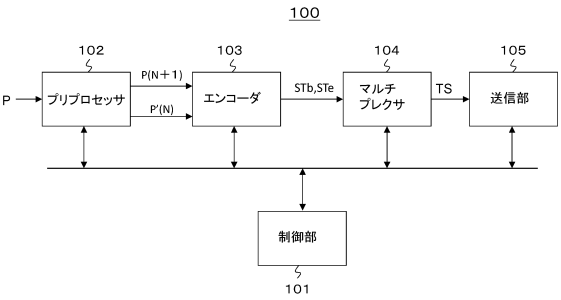 100
102
103
104
105
P
プリプロセッサ
P(N+1)
P'(N)
エンコーダ
STb,STe
マルチ
プレクサ
TS
送信部
制御部
101